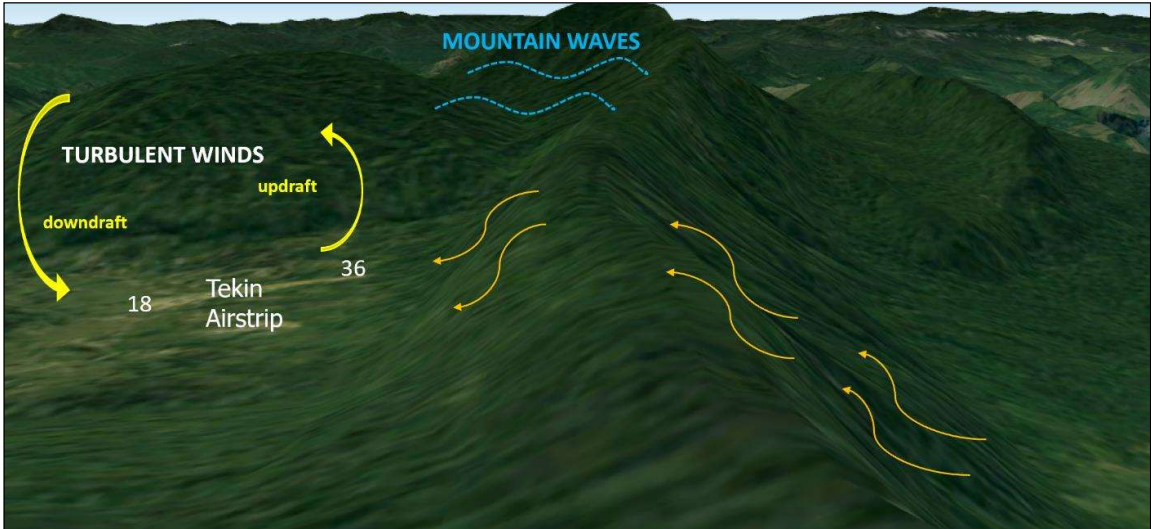 MOUNTAIN WAVES
TURBULENT WINDS
updraft
downdraft
36
18
Tekin
Airstrip